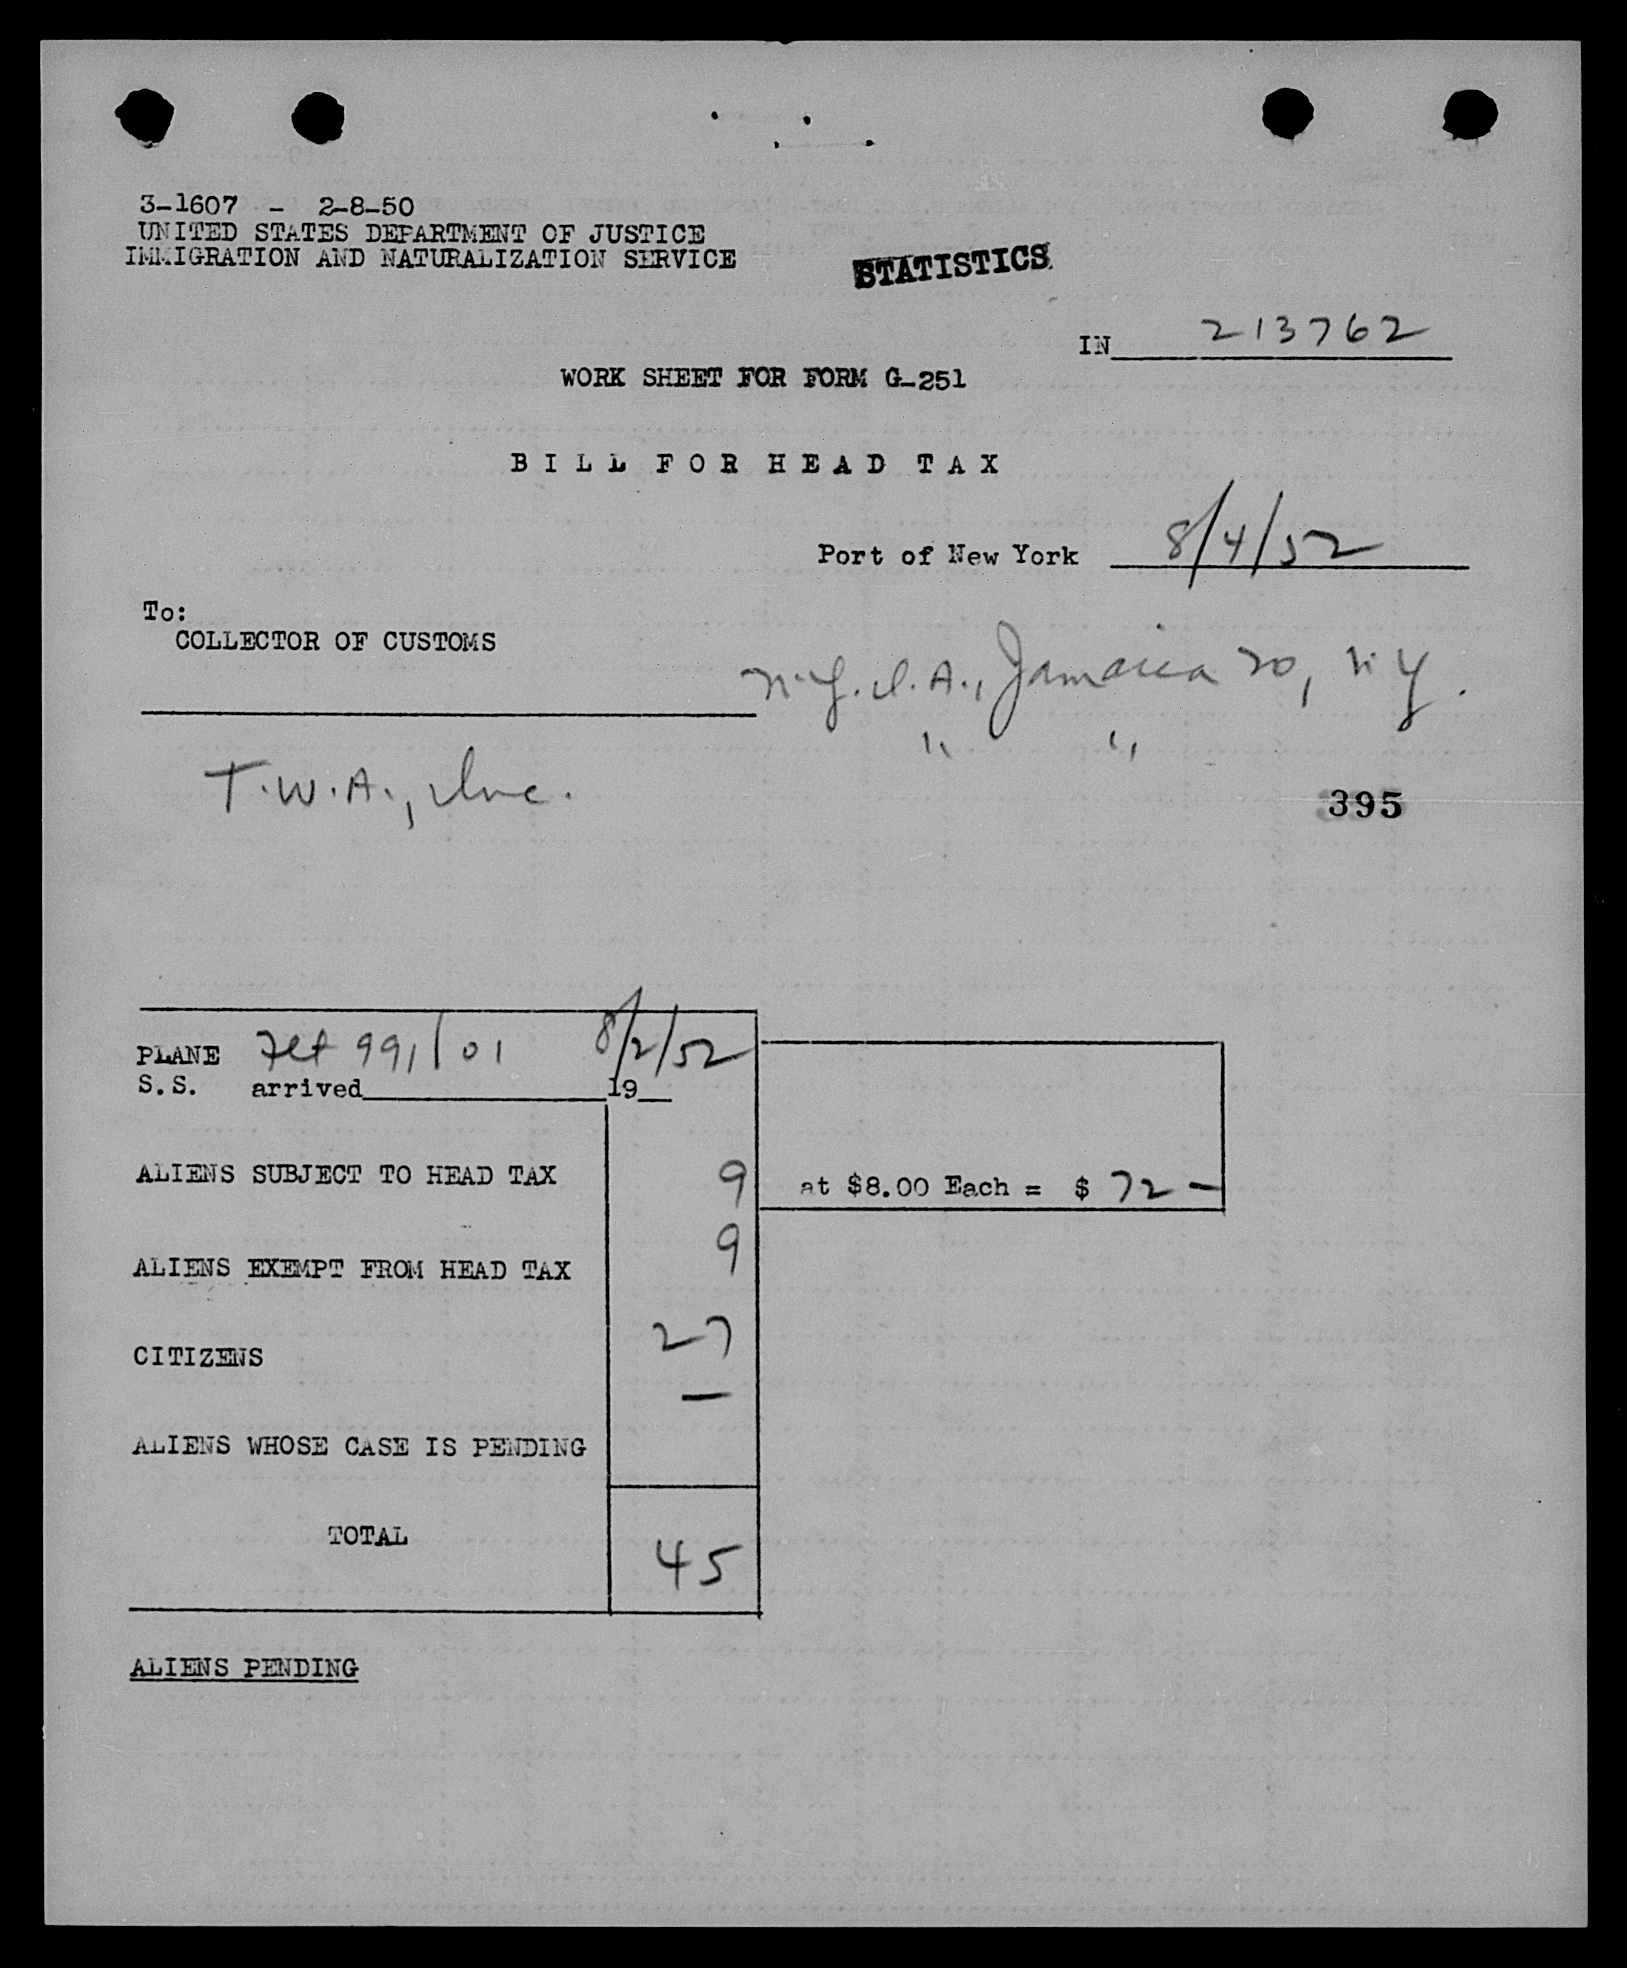 3-1607 - 2-8-50
UNITED STATES DEPARTMENT OF JUSTICE
IMMIGRATION AND NATURALIZATION SERVICE
STATISTICS
IN 213762
WORK SHEET FOR FORM G-251
BILL FOR HEAD TAX
Port of New York 8/4/52
To:
COLLECTOR OF CUSTOMS
N.Y.I.A., Jamaica 20, N.Y.
" "
T.W.A., Inc.
395
PLANE 991/01 8/2/52
S.S. arrived 19
ALIENS SUBJECT TO HEAD TAX 9 at $8.00 Each = $ 72 -
ALIENS EXEMPT FROM HEAD TAX 9
CITIZENS 27
ALIENS WHOSE CASE IS PENDING —
TOTAL 45
ALIENS PENDING